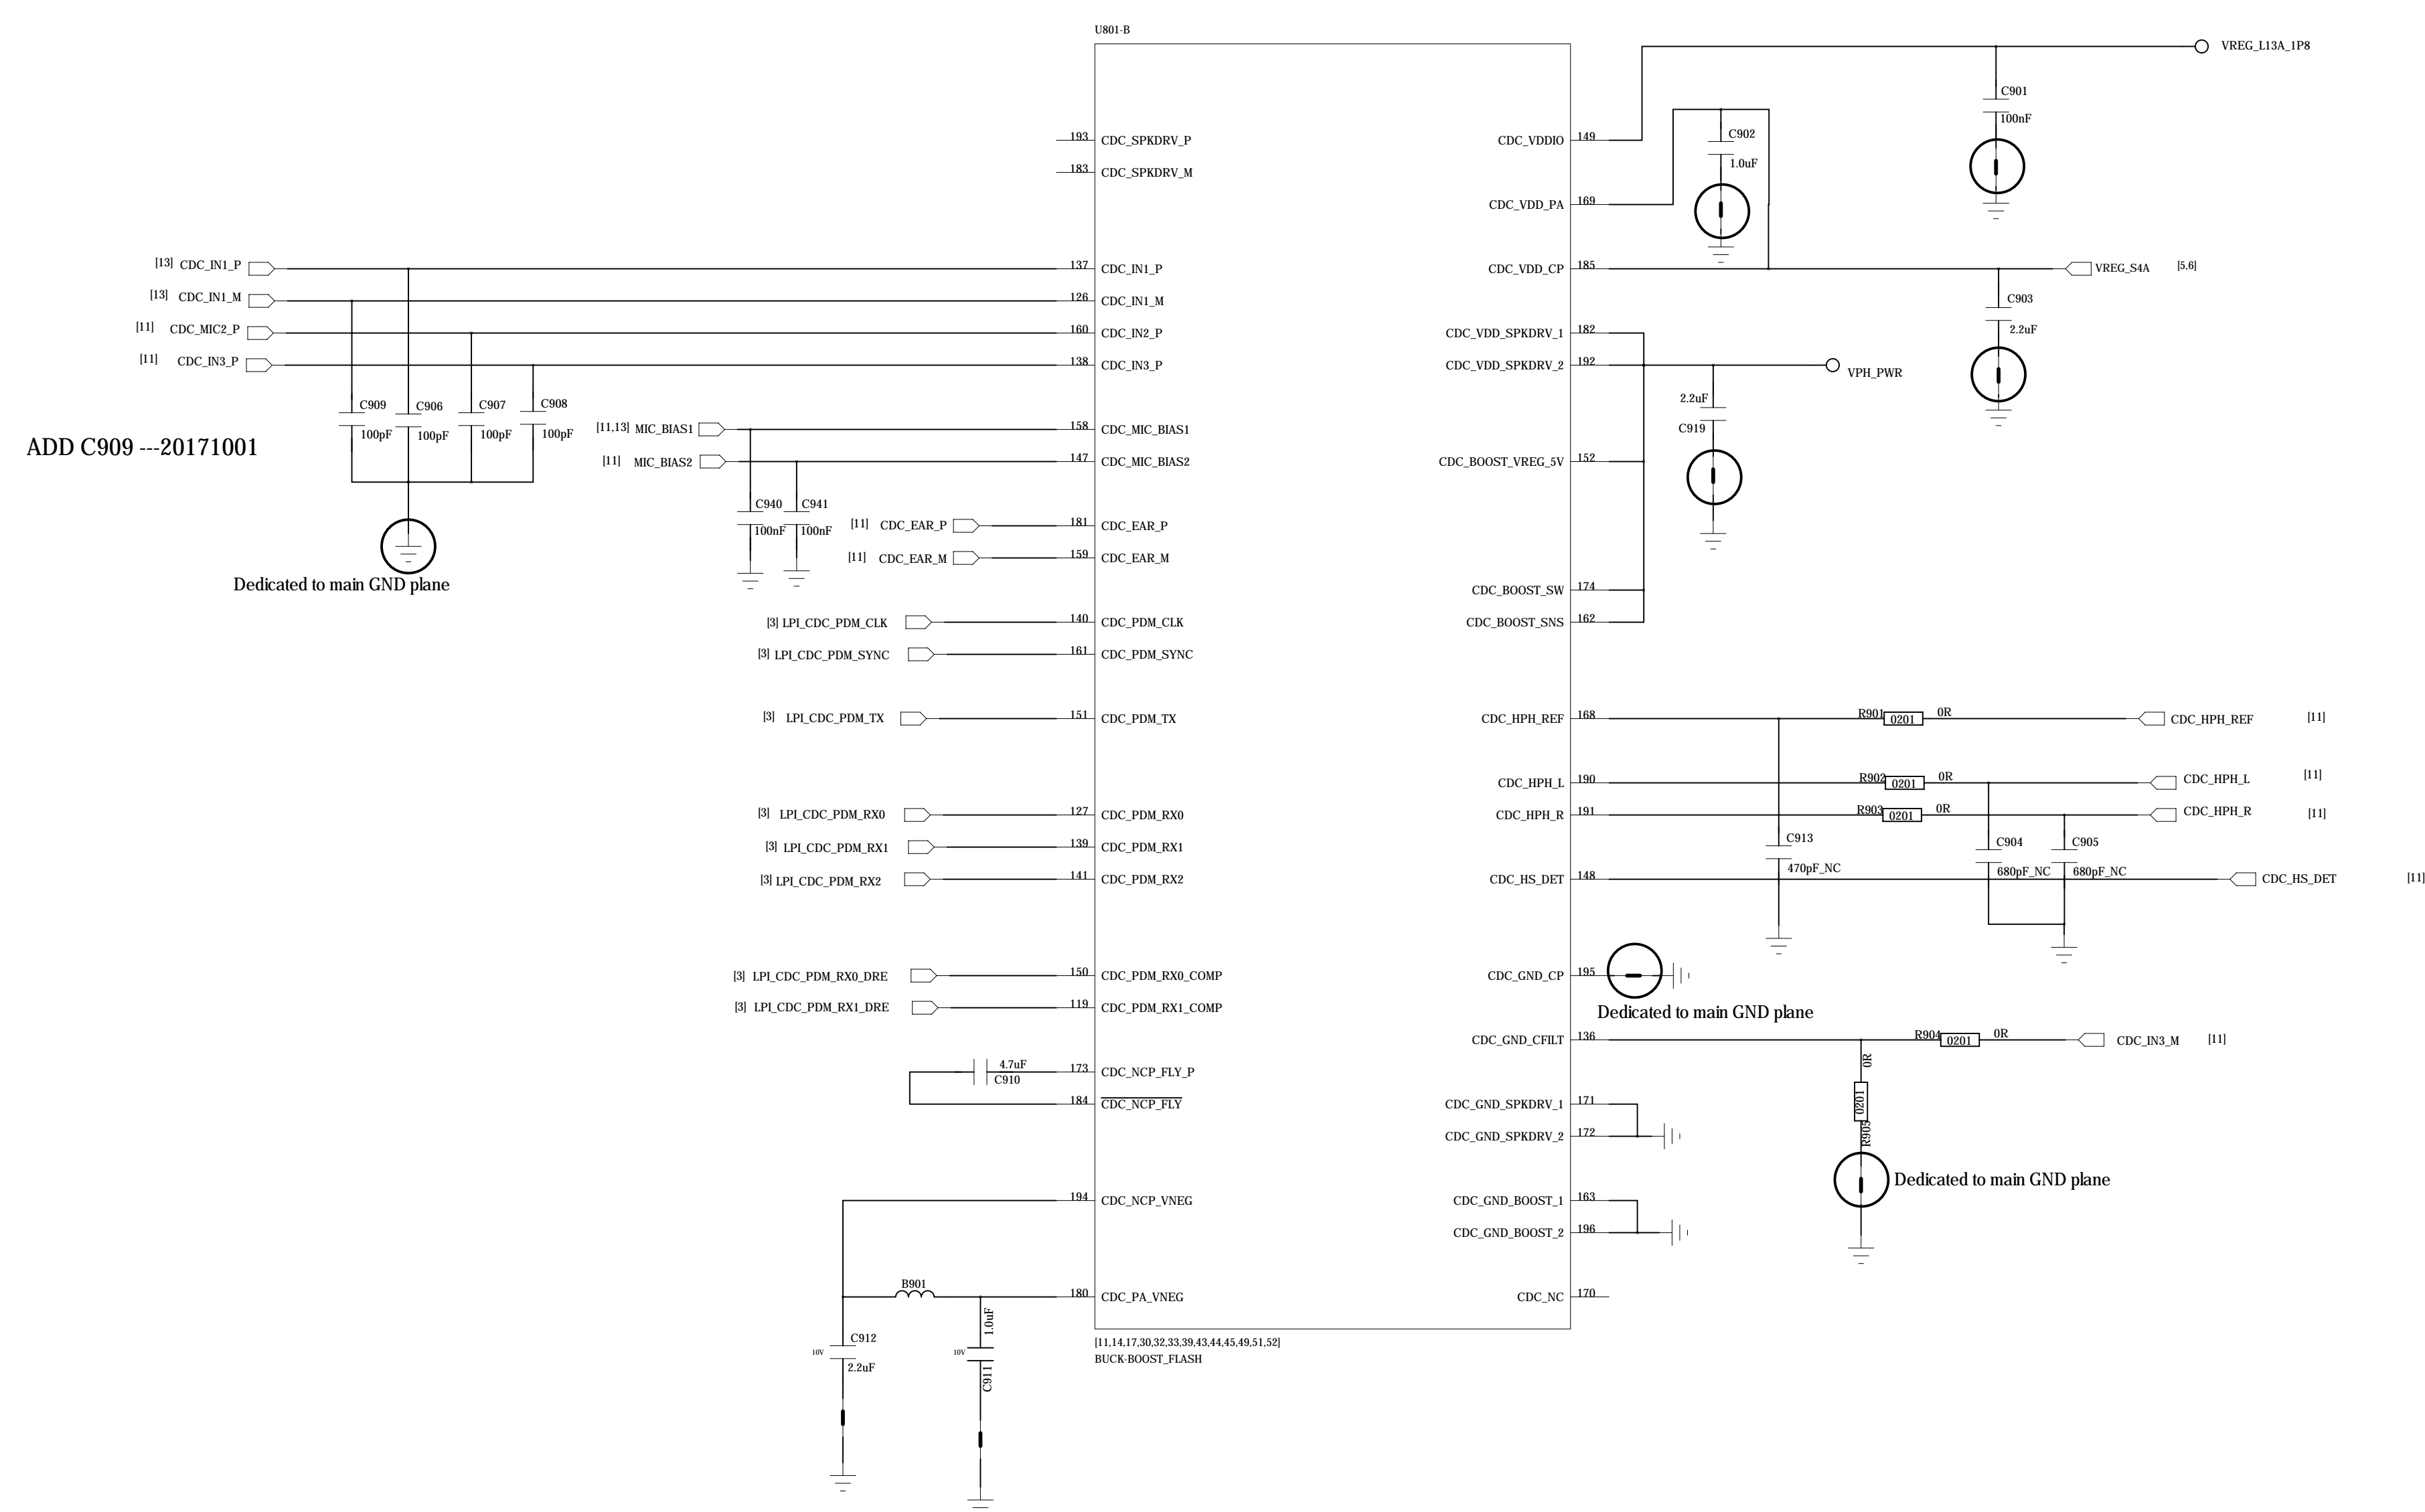 U801-B
VREG_L13A_1P8
C901
100nF
193 CDC_SPKDRV_P
CDC_VDDIO 149
C902
1.0uF
183 CDC_SPKDRV_M
CDC_VDD_PA 169
[13] CDC_IN1_P
137 CDC_IN1_P
CDC_VDD_CP 185
VREG_S4A [5,6]
[13] CDC_IN1_M
126 CDC_IN1_M
C903
2.2uF
[11] CDC_MIC2_P
160 CDC_IN2_P
CDC_VDD_SPKDRV_1 182
[11] CDC_IN3_P
138 CDC_IN3_P
CDC_VDD_SPKDRV_2 192
VPH_PWR
C909 C906 C907 C908
100pF 100pF 100pF 100pF
2.2uF
C919
ADD C909 ---20171001
[11,13] MIC_BIAS1
158 CDC_MIC_BIAS1
[11] MIC_BIAS2
147 CDC_MIC_BIAS2
CDC_BOOST_VREG_5V 152
C940 C941
100nF 100nF
[11] CDC_EAR_P
181 CDC_EAR_P
[11] CDC_EAR_M
159 CDC_EAR_M
Dedicated to main GND plane
CDC_BOOST_SW 174
[3] LPI_CDC_PDM_CLK
140 CDC_PDM_CLK
CDC_BOOST_SNS 162
[3] LPI_CDC_PDM_SYNC
161 CDC_PDM_SYNC
[3] LPI_CDC_PDM_TX
151 CDC_PDM_TX
CDC_HPH_REF 168
R901 0201 0R
CDC_HPH_REF [11]
CDC_HPH_L 190
R902 0201 0R
CDC_HPH_L [11]
[3] LPI_CDC_PDM_RX0
127 CDC_PDM_RX0
CDC_HPH_R 191
R903 0201 0R
CDC_HPH_R [11]
[3] LPI_CDC_PDM_RX1
139 CDC_PDM_RX1
C913 C904 C905
470pF_NC 680pF_NC 680pF_NC
[3] LPI_CDC_PDM_RX2
141 CDC_PDM_RX2
CDC_HS_DET 148
CDC_HS_DET [11]
[3] LPI_CDC_PDM_RX0_DRE
150 CDC_PDM_RX0_COMP
CDC_GND_CP 195
[3] LPI_CDC_PDM_RX1_DRE
119 CDC_PDM_RX1_COMP
Dedicated to main GND plane
CDC_GND_CFILT 136
R904 0201 0R
CDC_IN3_M [11]
4.7uF
C910
173 CDC_NCP_FLY_P
0R
0201
R905
184 CDC_NCP_FLY
CDC_GND_SPKDRV_1 171
CDC_GND_SPKDRV_2 172
Dedicated to main GND plane
194 CDC_NCP_VNEG
CDC_GND_BOOST_1 163
CDC_GND_BOOST_2 196
B901
180 CDC_PA_VNEG
CDC_NC 170
C912
10V
2.2uF
1.0uF
10V
C911
[11,14,17,30,32,33,39,43,44,45,49,51,52]
BUCK-BOOST_FLASH